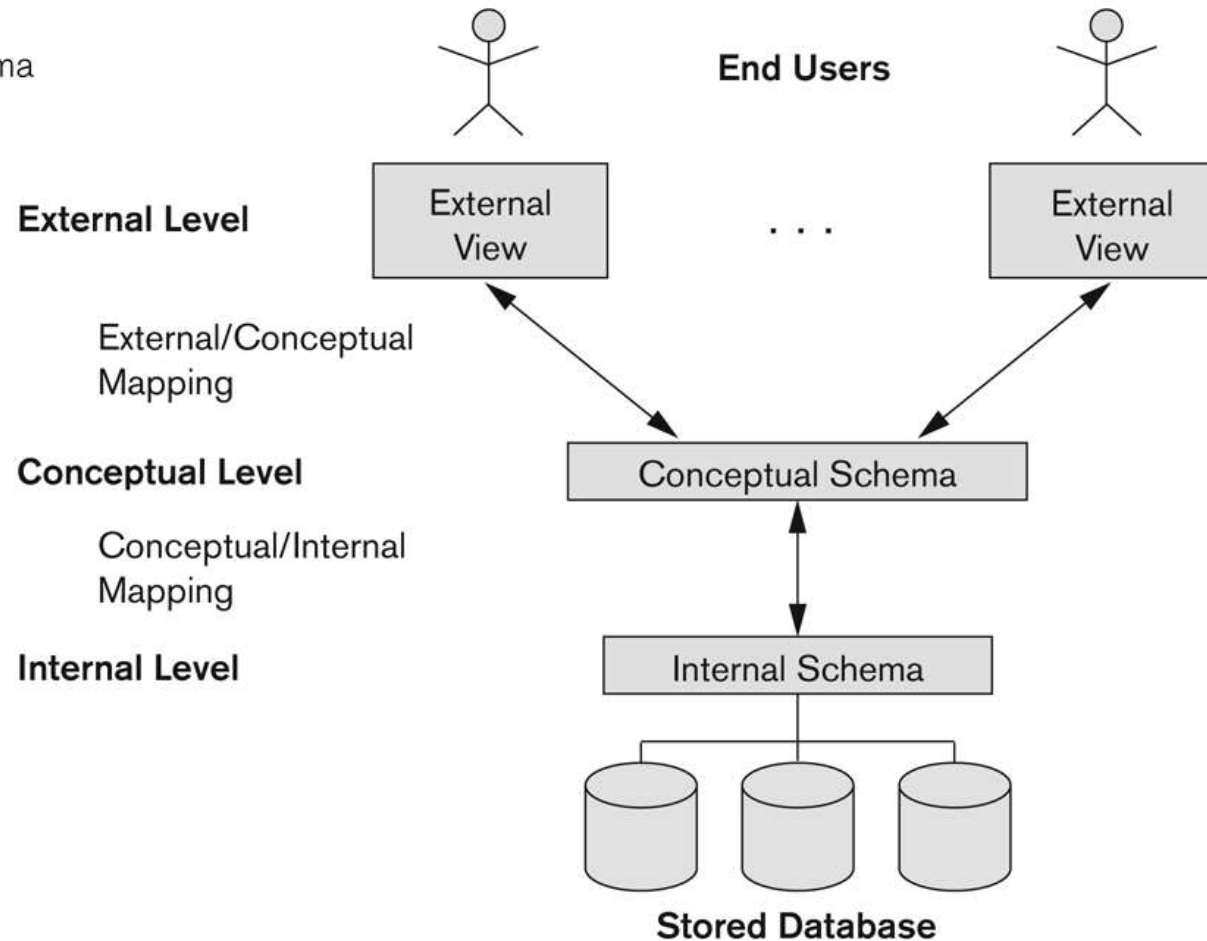 End Users
External Level
External
View
. . .
External
View
External/Conceptual
Mapping
Conceptual Level
Conceptual Schema
Conceptual/Internal
Mapping
Internal Level
Internal Schema
Stored Database